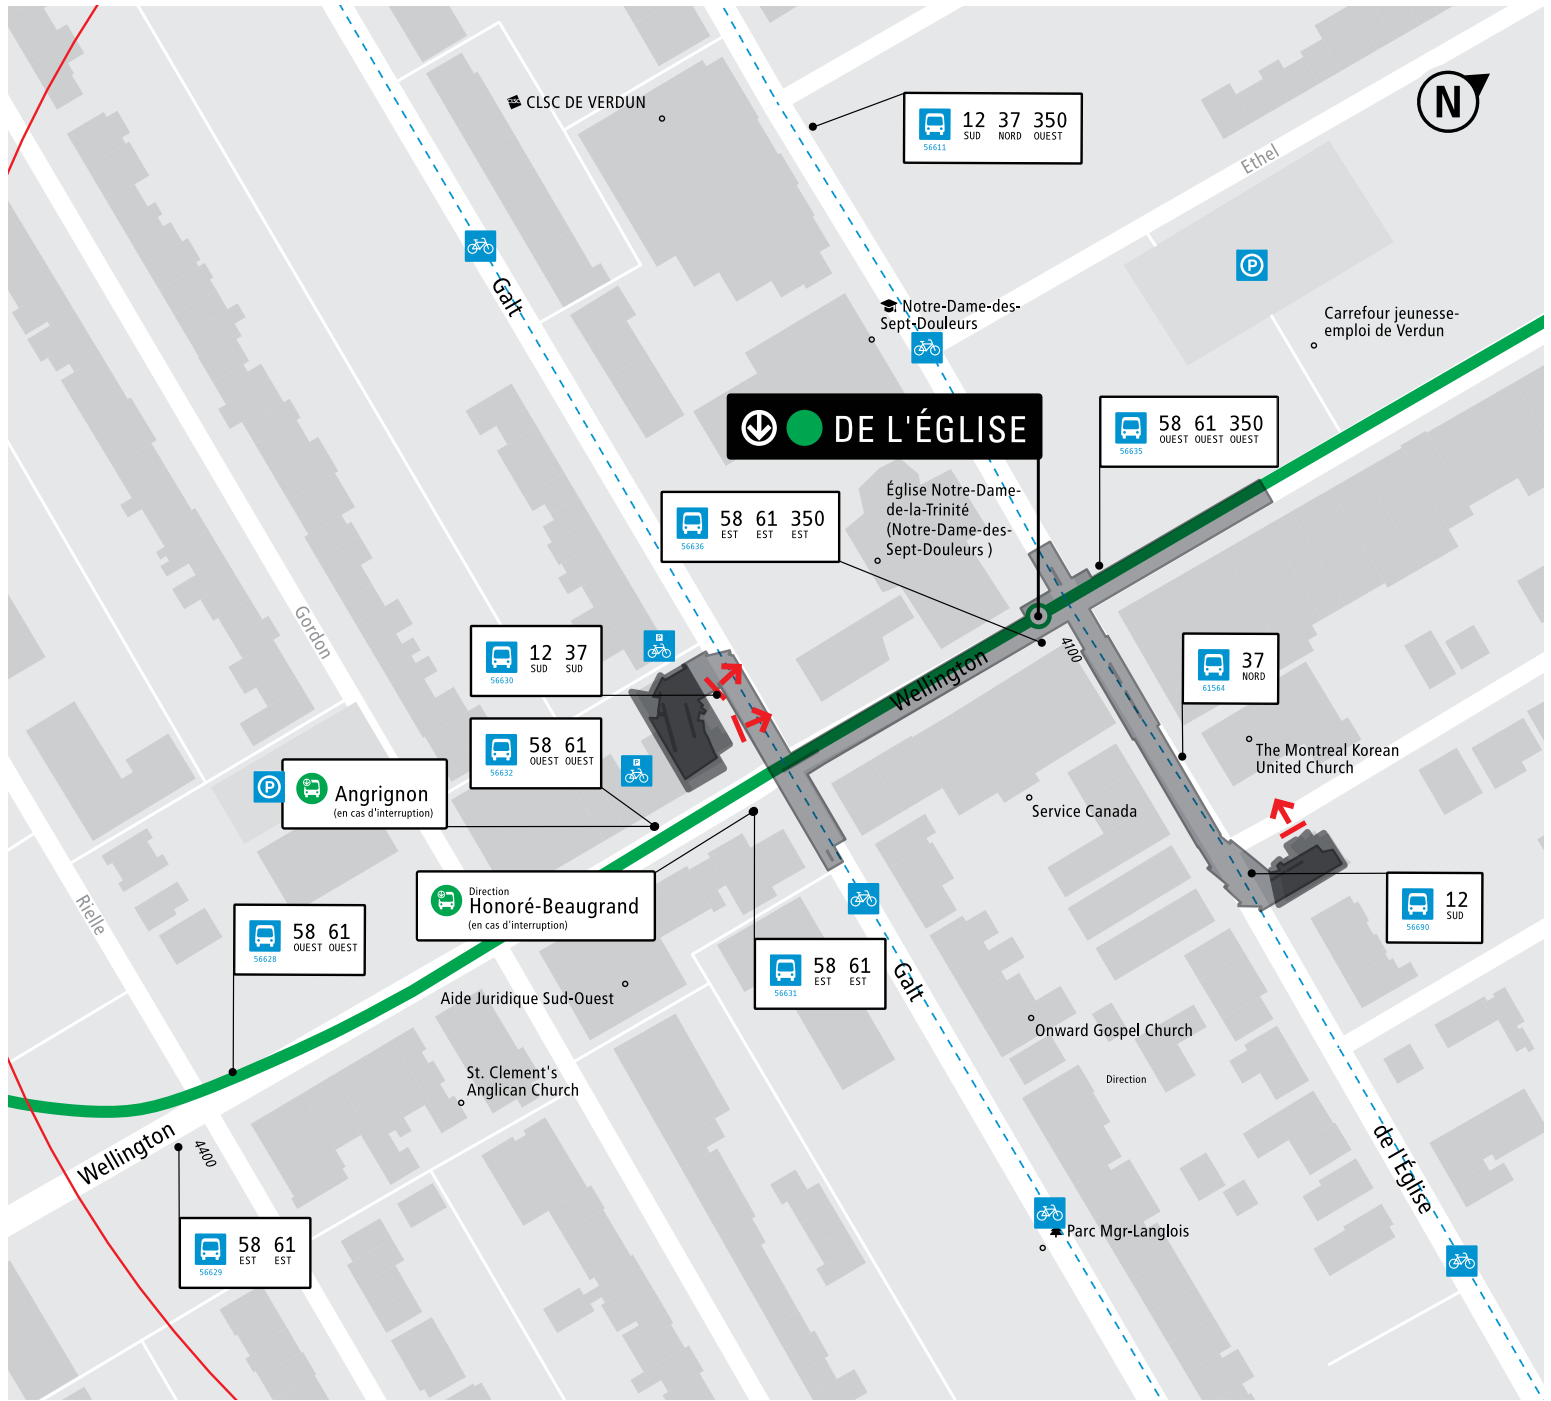 CLSC DE VERDUN
12 37 350
SUD NORD OUEST
56611
N
Ethel
P
Galt
Notre-Dame-des-
Sept-Douleurs
Carrefour jeunesse-
emploi de Verdun
DE L'ÉGLISE
58 61 350
OUEST OUEST OUEST
56635
58 61 350
EST EST EST
56636
Église Notre-Dame-
de-la-Trinité
(Notre-Dame-des-
Sept-Douleurs )
Gordon
12 37
SUD SUD
56630
P
Wellington
4100
37
NORD
61564
58 61
OUEST OUEST
56632
P
The Montreal Korean
United Church
P
Angrignon
(en cas d'interruption)
Service Canada
Direction
Honoré-Beaugrand
(en cas d'interruption)
Rielle
12
SUD
56690
58 61
OUEST OUEST
56628
58 61
EST EST
56631
Galt
Aide Juridique Sud-Ouest
Onward Gospel Church
St. Clement's
Anglican Church
Direction
Wellington
4400
de l'Église
Parc Mgr-Langlois
58 61
EST EST
56629